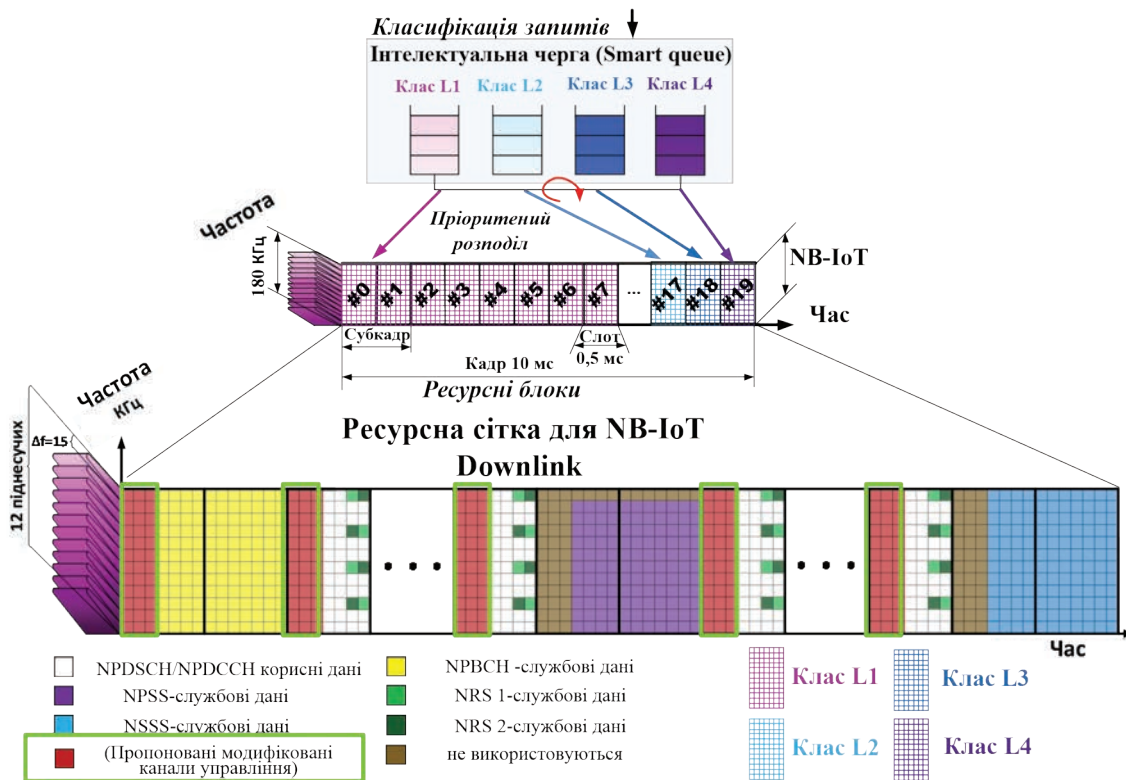 Класифікація запитів
Інтелектуальна черга (Smart queue)
Клас L1 Клас L2 Клас L3 Клас L4
Частота
180 КГц
Пріоритений
розподіл
NB-IoT
#0 #1 #2 #3 #4 #5 #6 #7 ... #17 #18 #19
Час
Субкадр
Слот
0,5 мс
Кадр 10 мс
Ресурсні блоки
Частота
кГц
Δf=15
12 піднесучих
Ресурсна сітка для NB-IoT
Downlink
Час
NPDSCH/NPDCCH корисні дані
NPSS-службові дані
NSSS-службові дані
(Пропоновані модифіковані
канали управління)
NPBCH -службові дані
NRS 1-службові дані
NRS 2-службові дані
не використовуються
Клас L1
Клас L3
Клас L2
Клас L4